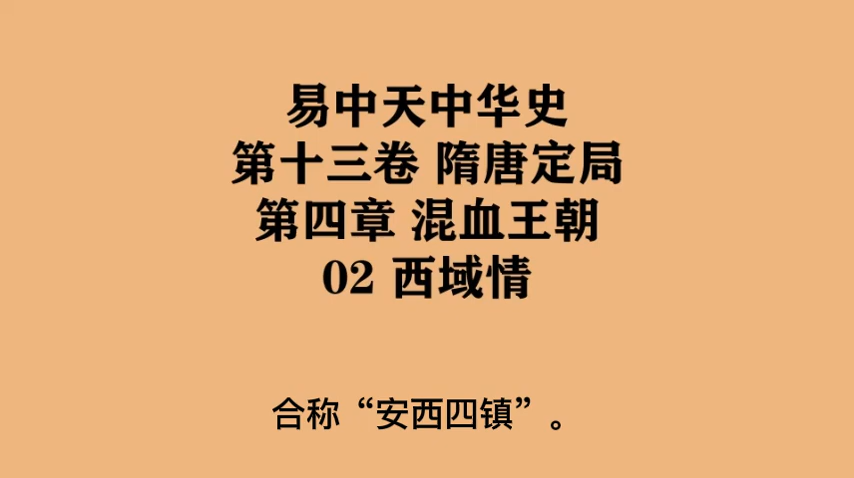 易中天中华史
第十三卷 隋唐定局
第四章 混血王朝
02 西域情
合称“安西四镇”。